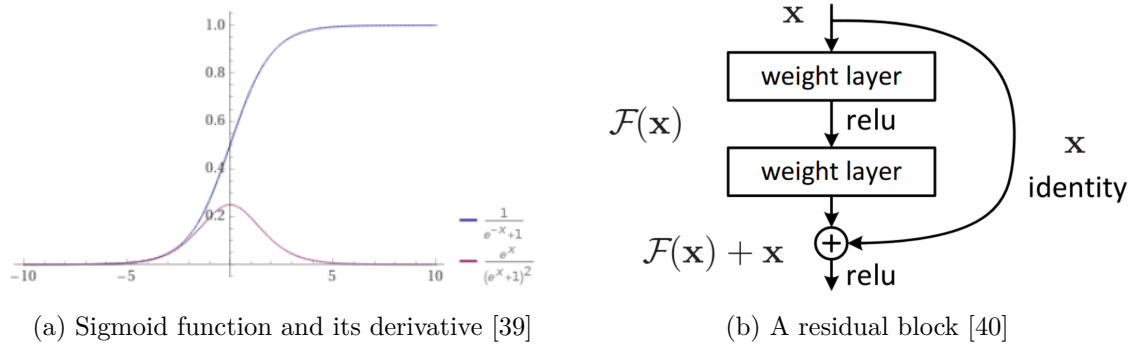 1.0
0.8
0.6
0.4
0.2
-10
-5
5
10
1/(e^{-x}+1)
e^x/(e^x+1)^2
(a) Sigmoid function and its derivative [39]
x
weight layer
F(x)
relu
weight layer
x
identity
F(x) + x
+
relu
(b) A residual block [40]